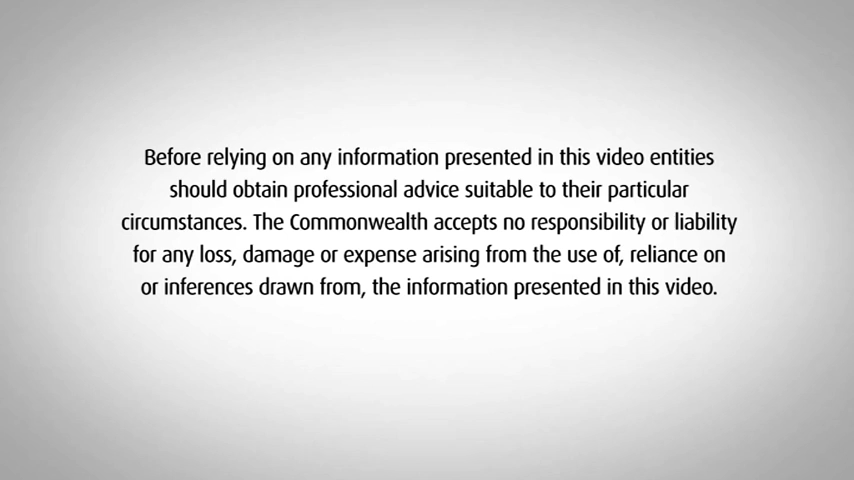 Before relying on any information presented in this video entities
should obtain professional advice suitable to their particular
circumstances. The Commonwealth accepts no responsibility or liability
for any loss, damage or expense arising from the use of, reliance on
or inferences drawn from, the information presented in this video.